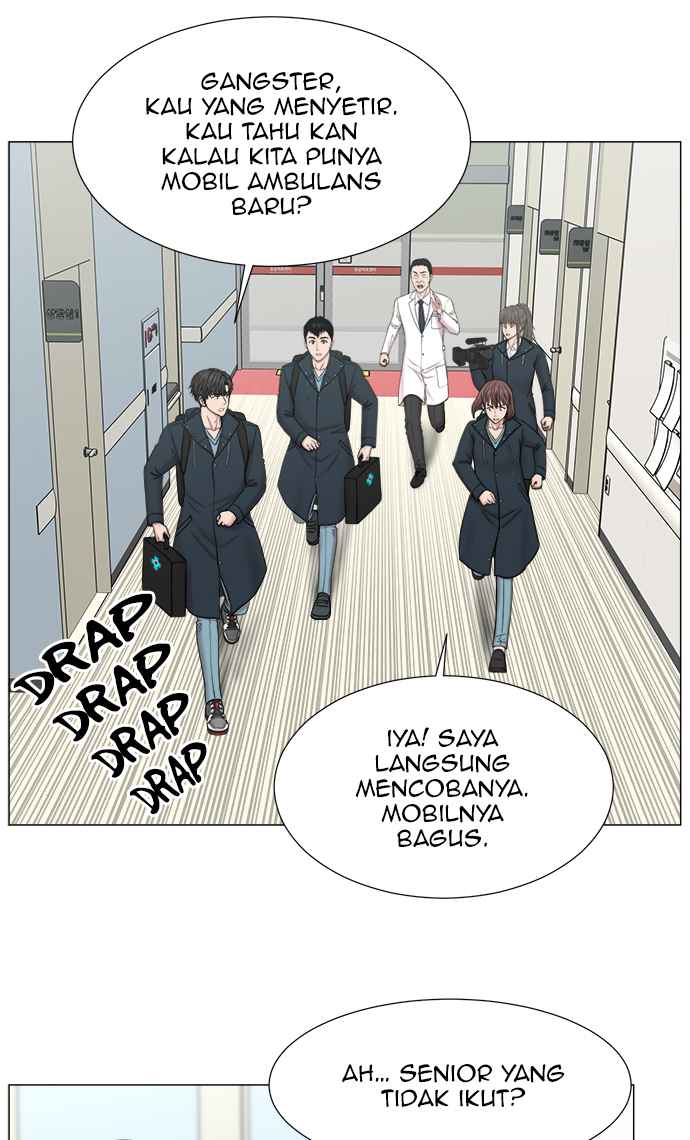 GANGSTER,
KAU YANG MENYETIR.
KAU TAHU KAN
KALAU KITA PUNYA
MOBIL AMBULANS
BARU?
DRAP
DRAP
DRAP
DRAP
IYA! SAYA
LANGSUNG
MENCOBANYA.
MOBILNYA
BAGUS.
AH... SENIOR YANG
TIDAK IKUT?